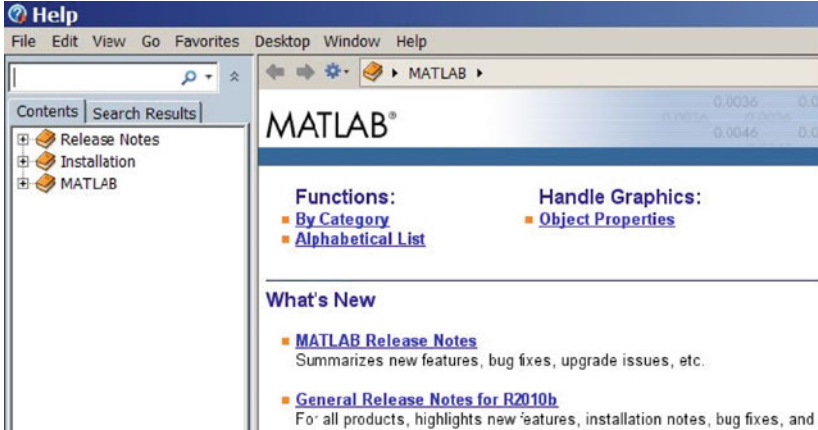 Help
File Edit View Go Favorites Desktop Window Help
MATLAB
Contents Search Results
Release Notes
Installation
MATLAB
MATLAB®
0.0036
0.0046
Functions:
By Category
Alphabetical List
Handle Graphics:
Object Properties
What's New
MATLAB Release Notes
Summarizes new features, bug fixes, upgrade issues, etc.
General Release Notes for R2010b
For all products, highlights new features, installation notes, bug fixes, and